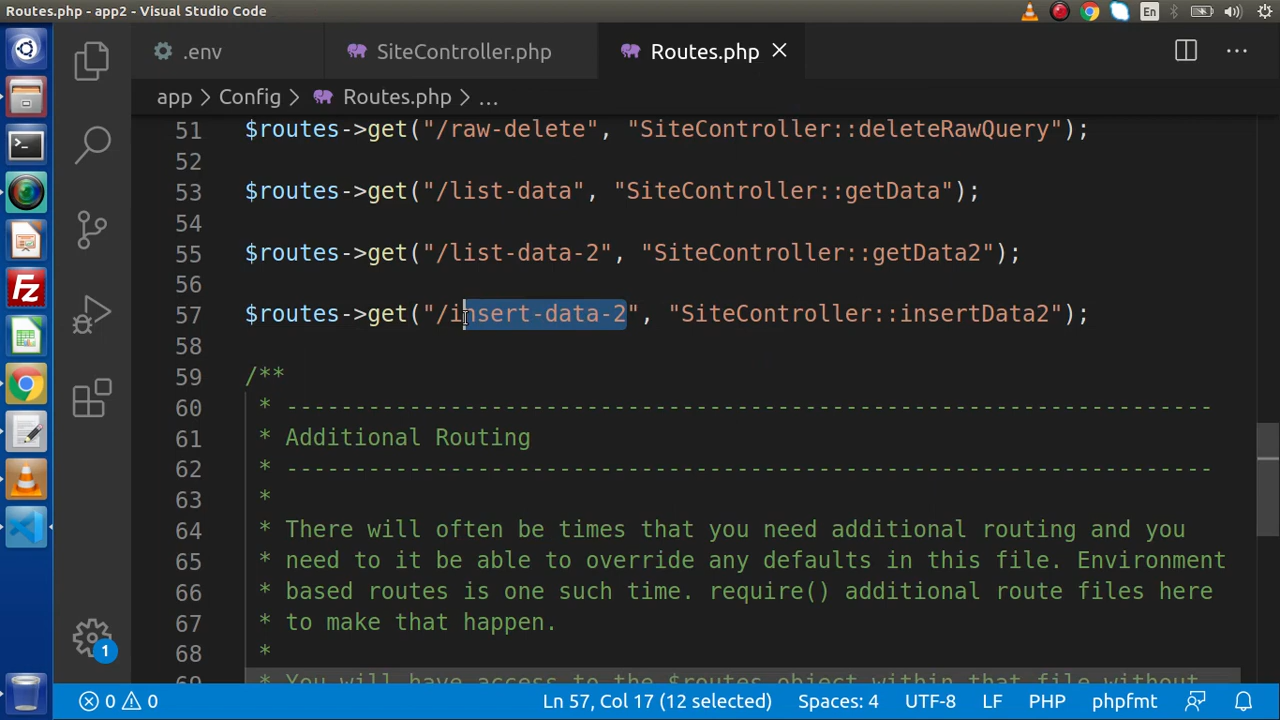 Routes.php - app2 - Visual Studio Code
En
.env
SiteController.php
Routes.php
app > Config > Routes.php > ...
51 $routes->get("/raw-delete", "SiteController::deleteRawQuery");
52
53 $routes->get("/list-data", "SiteController::getData");
54
55 $routes->get("/list-data-2", "SiteController::getData2");
56
57 $routes->get("/insert-data-2", "SiteController::insertData2");
58
59 /**
60 * --------------------------------------------------------------------
61 * Additional Routing
62 * --------------------------------------------------------------------
63 *
64 * There will often be times that you need additional routing and you
65 * need to it be able to override any defaults in this file. Environment
66 * based routes is one such time. require() additional route files here
67 * to make that happen.
68 *
69 * You will have access to the $routes object within that file without
1
0 0 Ln 57, Col 17 (12 selected) Spaces: 4 UTF-8 LF PHP phpfmt